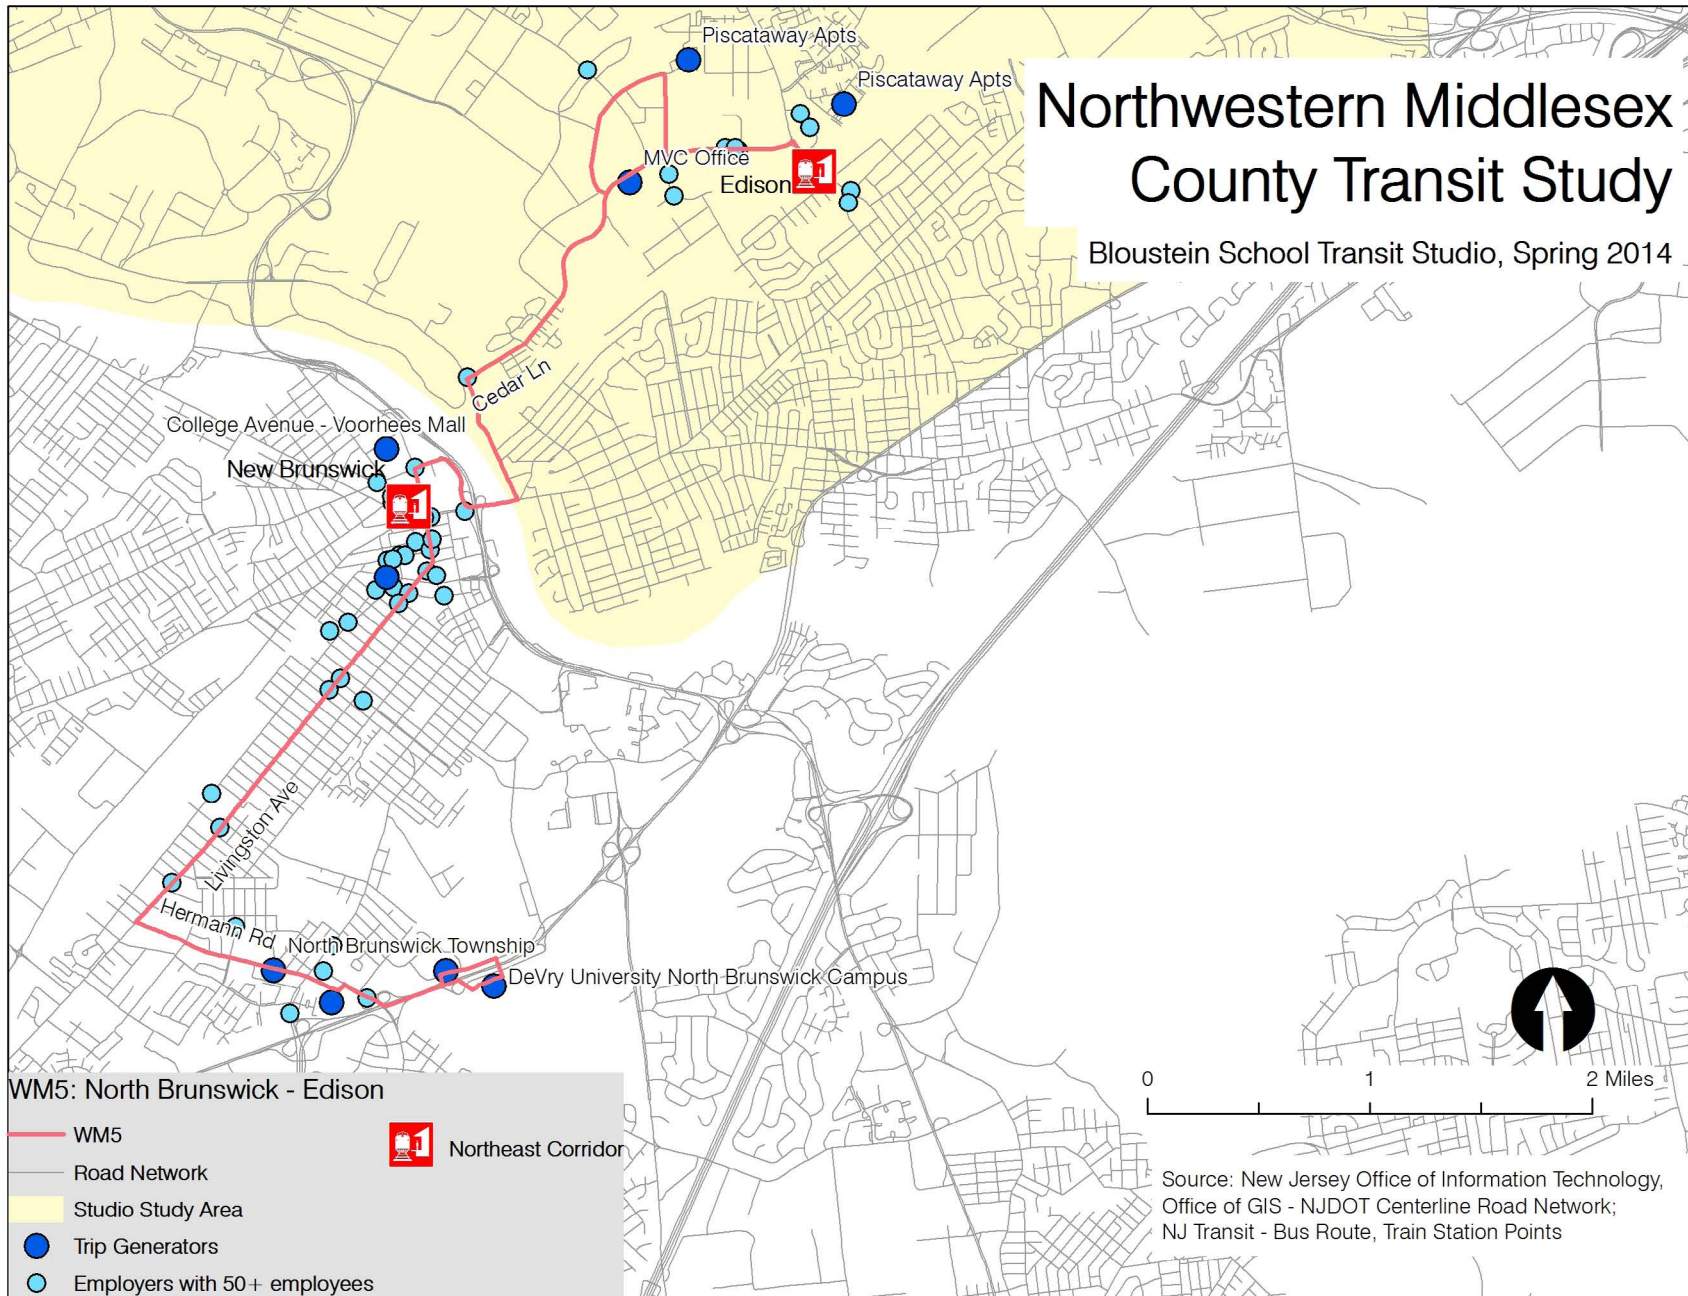 Piscataway Apts
Piscataway Apts
Northwestern Middlesex
County Transit Study
MVC Office
Edison
Bloustein School Transit Studio, Spring 2014
Cedar Ln
College Avenue - Voorhees Mall
New Brunswick
Livingston Ave
Hermann Rd
North Brunswick Township
DeVry University North Brunswick Campus
WM5: North Brunswick - Edison
WM5
Northeast Corridor
Road Network
Studio Study Area
Trip Generators
Employers with 50+ employees
0 1 2 Miles
Source: New Jersey Office of Information Technology,
Office of GIS - NJDOT Centerline Road Network;
NJ Transit - Bus Route, Train Station Points